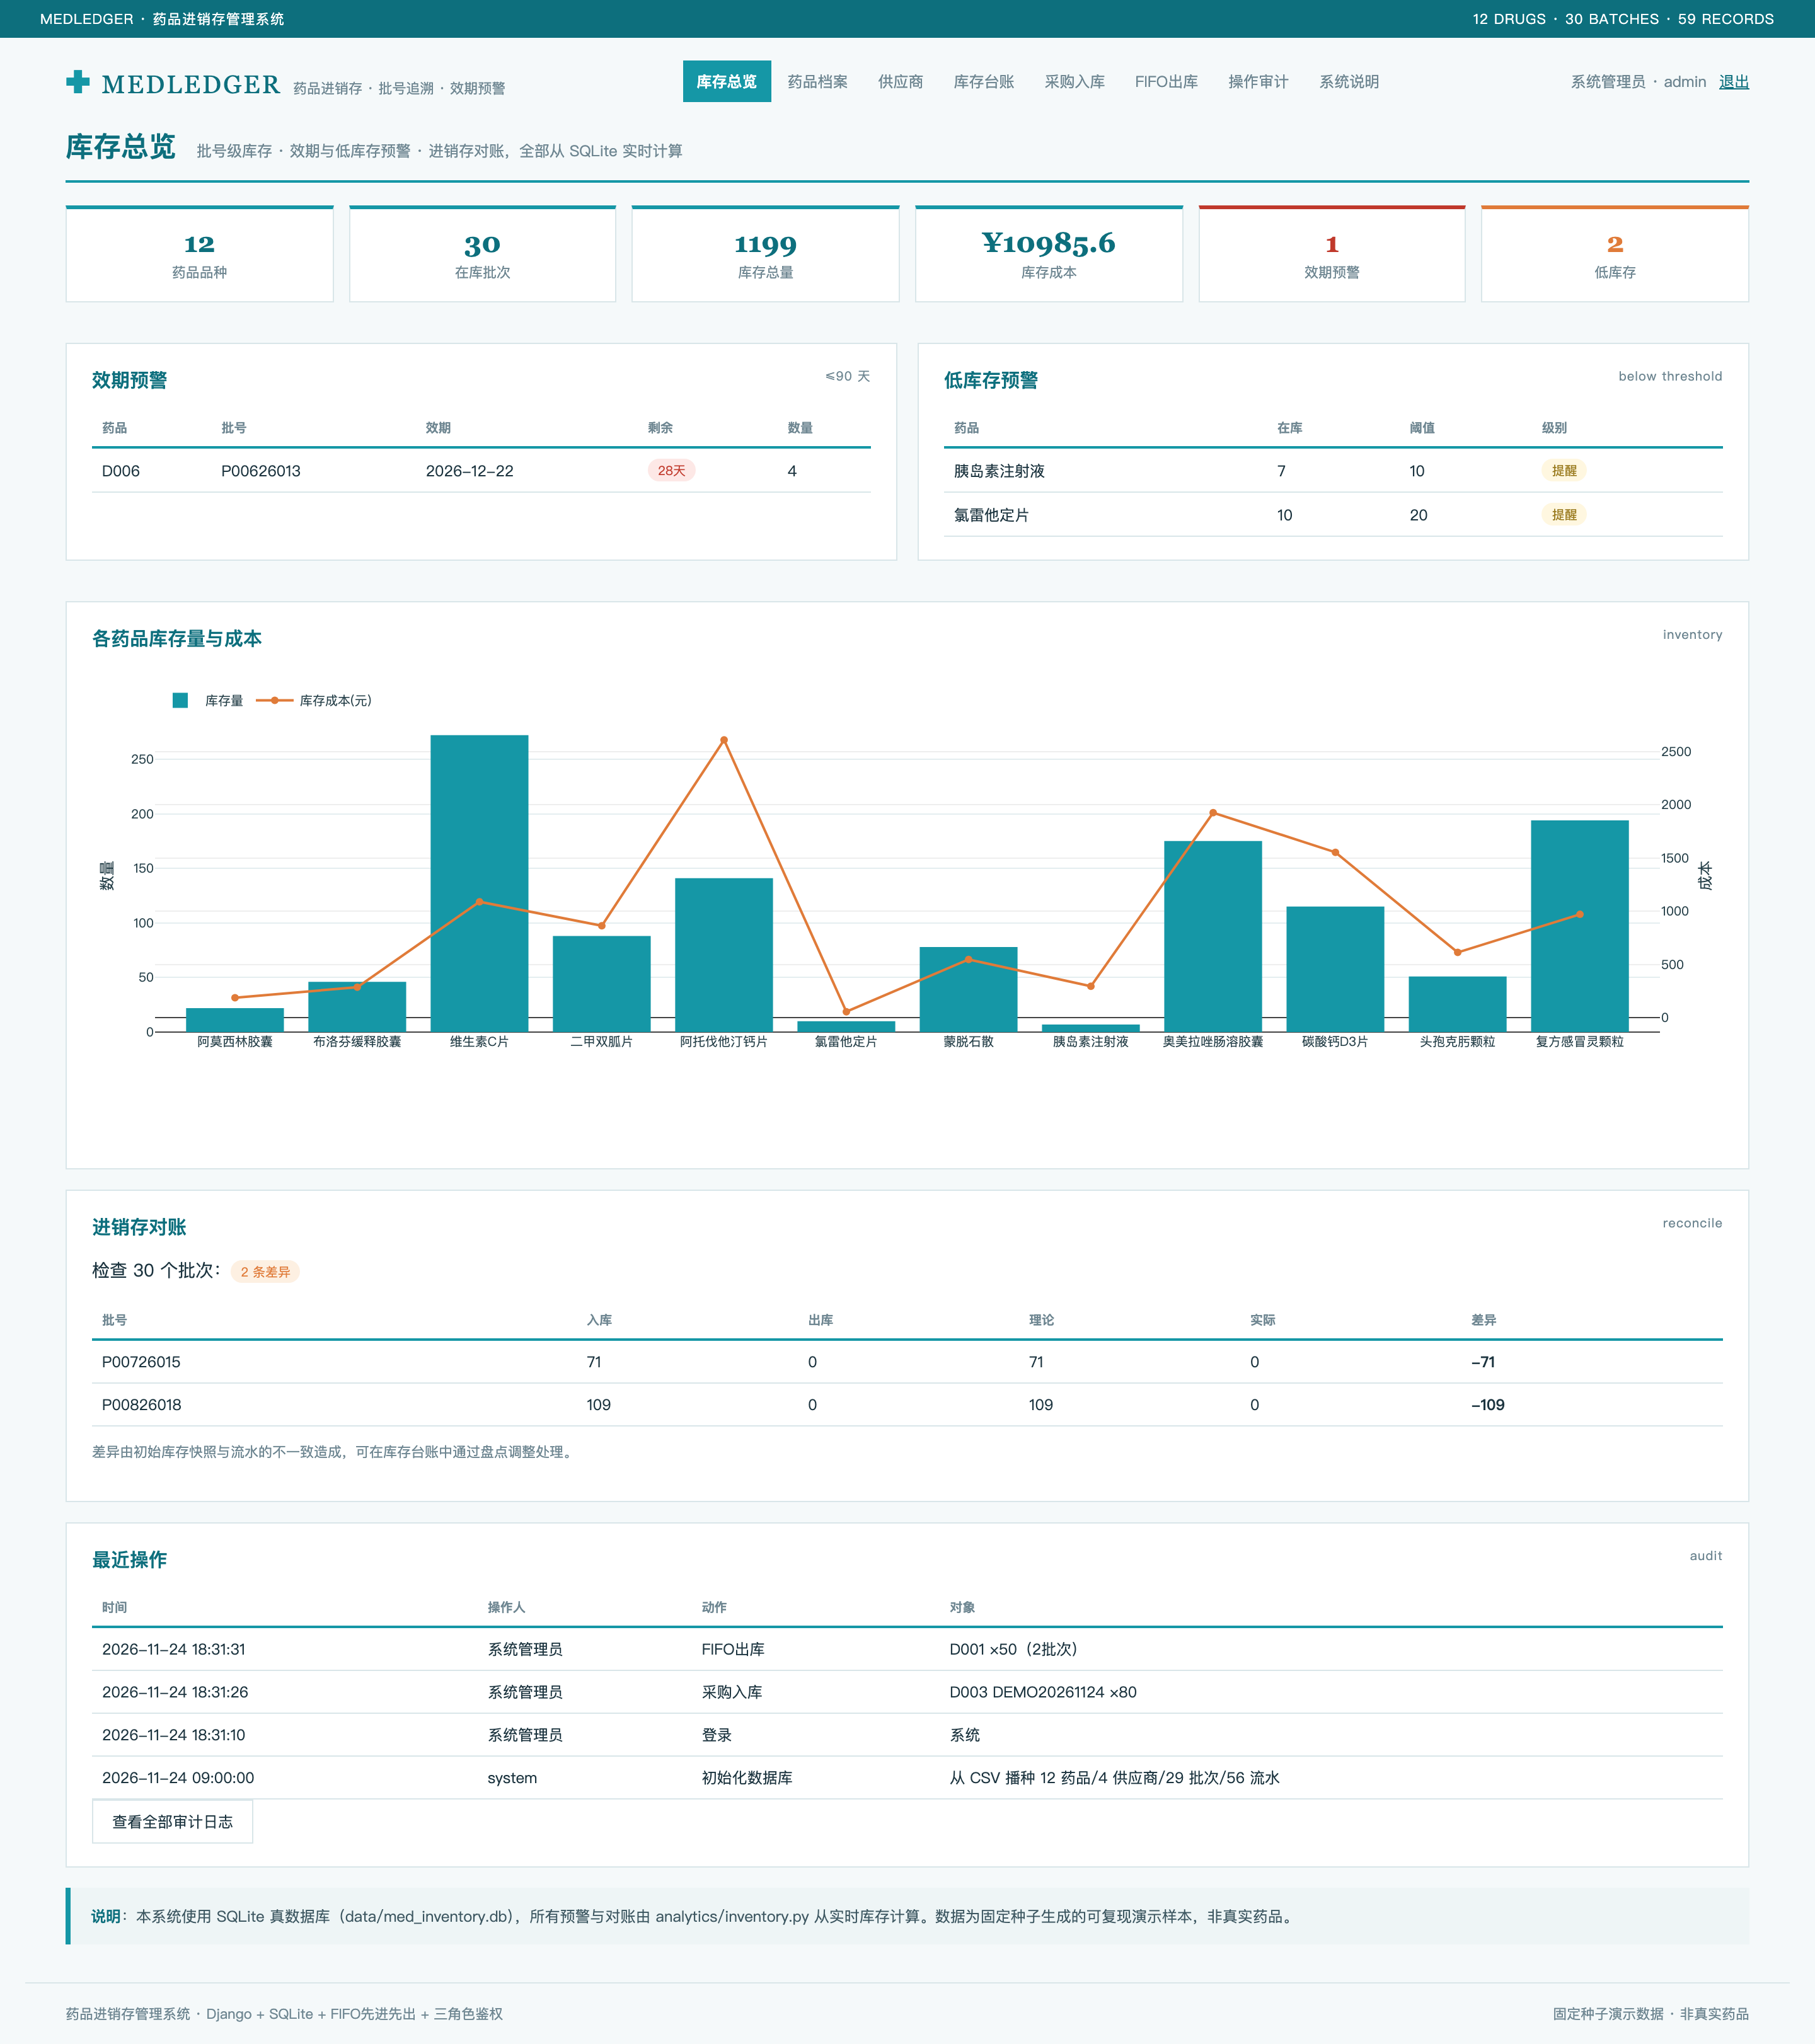 MEDLEDGER · 药品进销存管理系统
12 DRUGS · 30 BATCHES · 59 RECORDS
MEDLEDGER 药品进销存 · 批号追溯 · 效期预警
库存总览 药品档案 供应商 库存台账 采购入库 FIFO出库 操作审计 系统说明
系统管理员 · admin 退出
库存总览 批号级库存 · 效期与低库存预警 · 进销存对账，全部从 SQLite 实时计算
12 30 1199 ¥10985.6 1 2
药品品种 在库批次 库存总量 库存成本 效期预警 低库存
效期预警 ≤90 天
药品 批号 效期 剩余 数量
D006 P00626013 2026-12-22 28天 4
低库存预警 below threshold
药品 在库 阈值 级别
胰岛素注射液 7 10 提醒
氯雷他定片 10 20 提醒
各药品库存量与成本 inventory
库存量 库存成本(元)
250 2500
200 2000
150 1500
100 1000
50 500
0 0
数量
成本
阿莫西林胶囊 布洛芬缓释胶囊 维生素C片 二甲双胍片 阿托伐他汀钙片 氯雷他定片 蒙脱石散 胰岛素注射液 奥美拉唑肠溶胶囊 碳酸钙D3片 头孢克肟颗粒 复方感冒灵颗粒
进销存对账 reconcile
检查 30 个批次： 2 条差异
批号 入库 出库 理论 实际 差异
P00726015 71 0 71 0 -71
P00826018 109 0 109 0 -109
差异由初始库存快照与流水的不一致造成，可在库存台账中通过盘点调整处理。
最近操作 audit
时间 操作人 动作 对象
2026-11-24 18:31:31 系统管理员 FIFO出库 D001 ×50（2批次）
2026-11-24 18:31:26 系统管理员 采购入库 D003 DEMO20261124 ×80
2026-11-24 18:31:10 系统管理员 登录 系统
2026-11-24 09:00:00 system 初始化数据库 从 CSV 播种 12 药品/4 供应商/29 批次/56 流水
查看全部审计日志
说明：本系统使用 SQLite 真数据库（data/med_inventory.db），所有预警与对账由 analytics/inventory.py 从实时库存计算。数据为固定种子生成的可复现演示样本，非真实药品。
药品进销存管理系统 · Django + SQLite + FIFO先进先出 + 三角色鉴权
固定种子演示数据 · 非真实药品